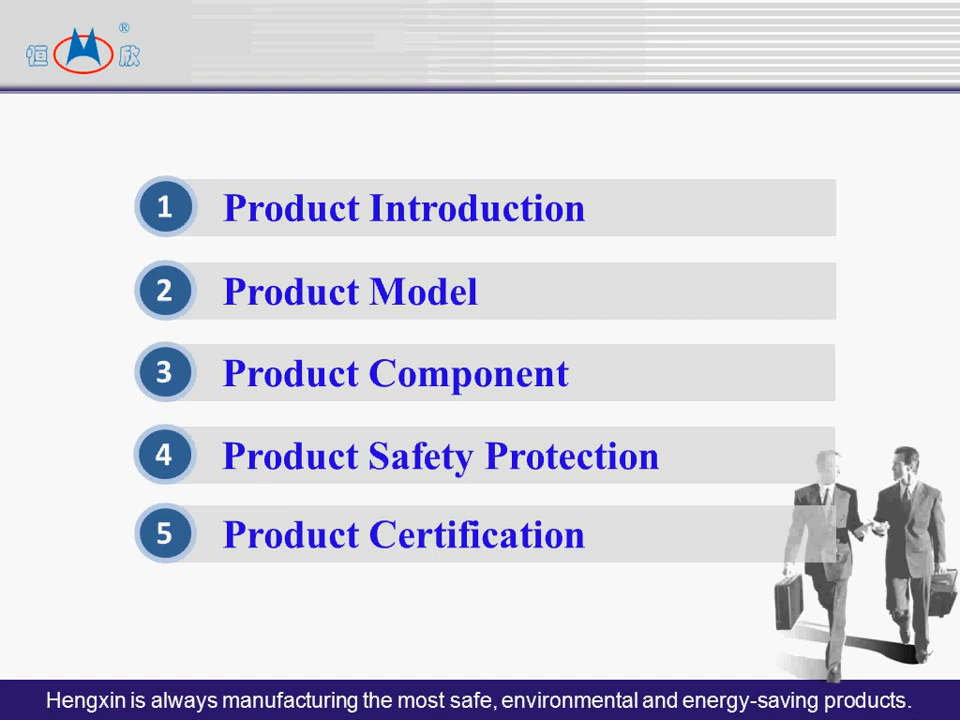 恒 欣 ®
1 Product Introduction
2 Product Model
3 Product Component
4 Product Safety Protection
5 Product Certification
Hengxin is always manufacturing the most safe, environmental and energy-saving products.